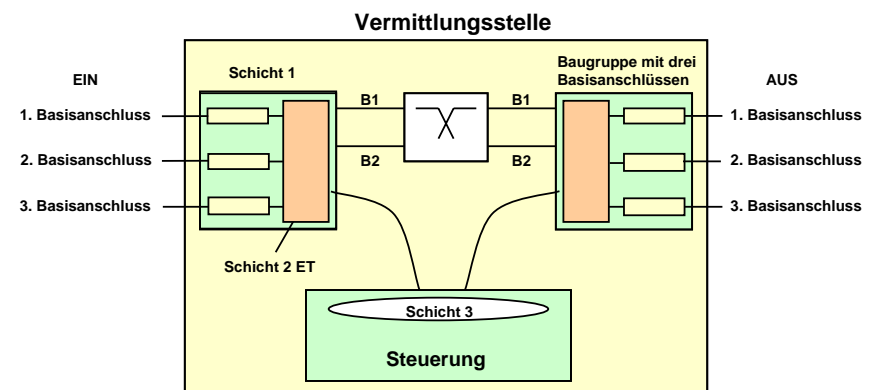 Vermittlungsstelle
EIN
Schicht 1
Baugruppe mit drei
Basisanschlüssen
AUS
1. Basisanschluss
B1
B1
1. Basisanschluss
2. Basisanschluss
B2
B2
2. Basisanschluss
3. Basisanschluss
3. Basisanschluss
Schicht 2 ET
Schicht 3
Steuerung